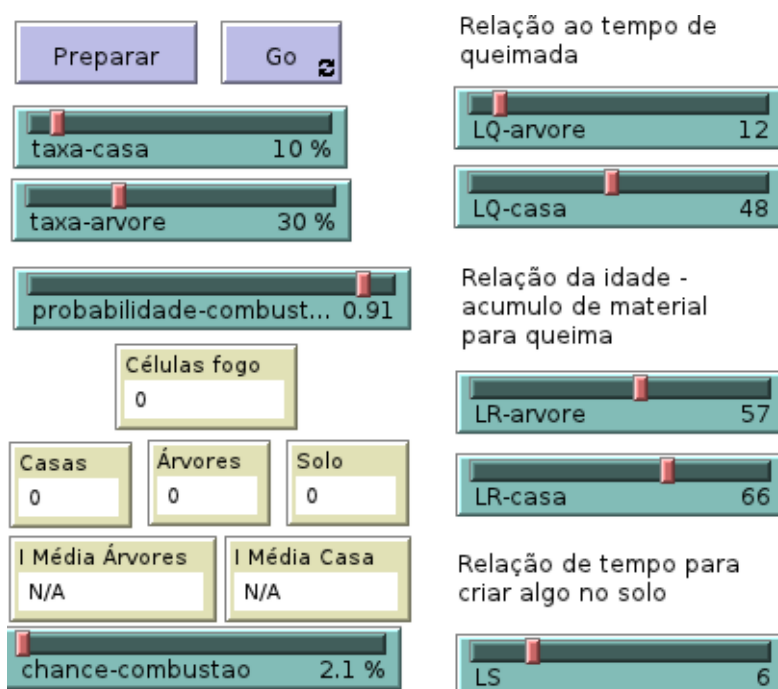 Preparar
Go
taxa-casa 10 %
taxa-arvore 30 %
probabilidade-combust... 0.91
Células fogo
0
Casas
0
Árvores
0
Solo
0
I Média Árvores
N/A
I Média Casa
N/A
chance-combustao 2.1 %
Relação ao tempo de
queimada
LQ-arvore 12
LQ-casa 48
Relação da idade -
acumulo de material
para queima
LR-arvore 57
LR-casa 66
Relação de tempo para
criar algo no solo
LS 6